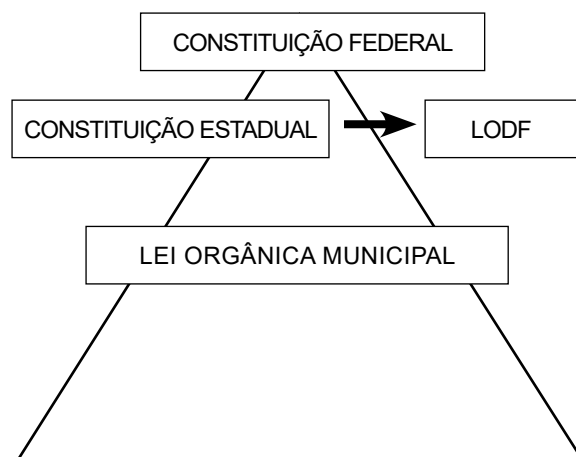 CONSTITUIÇÃO FEDERAL
CONSTITUIÇÃO ESTADUAL
LODF
LEI ORGÂNICA MUNICIPAL